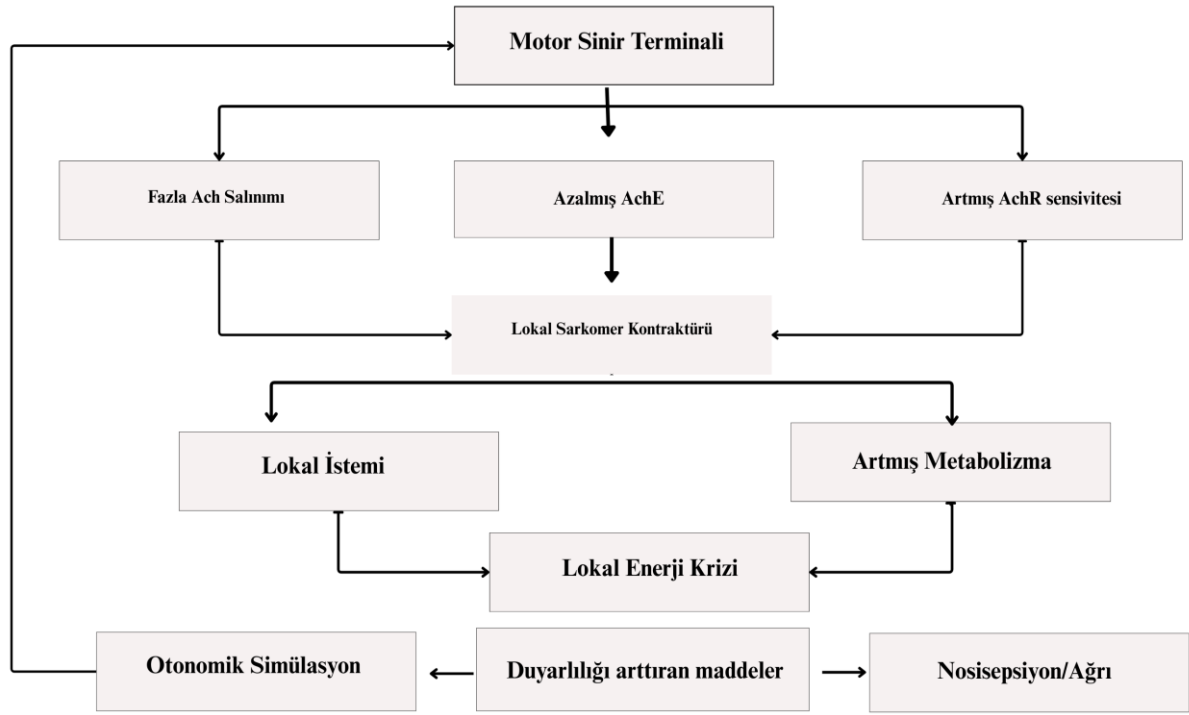 Motor Sinir Terminali
Fazla Ach Salınımı
Azalmış AchE
Artmış AchR sensivitesi
Lokal Sarkomer Kontraktürü
Lokal İstemi
Artmış Metabolizma
Lokal Enerji Krizi
Otonomik Simülasyon
Duyarlılığı arttıran maddeler
Nosisepsiyon/Ağrı